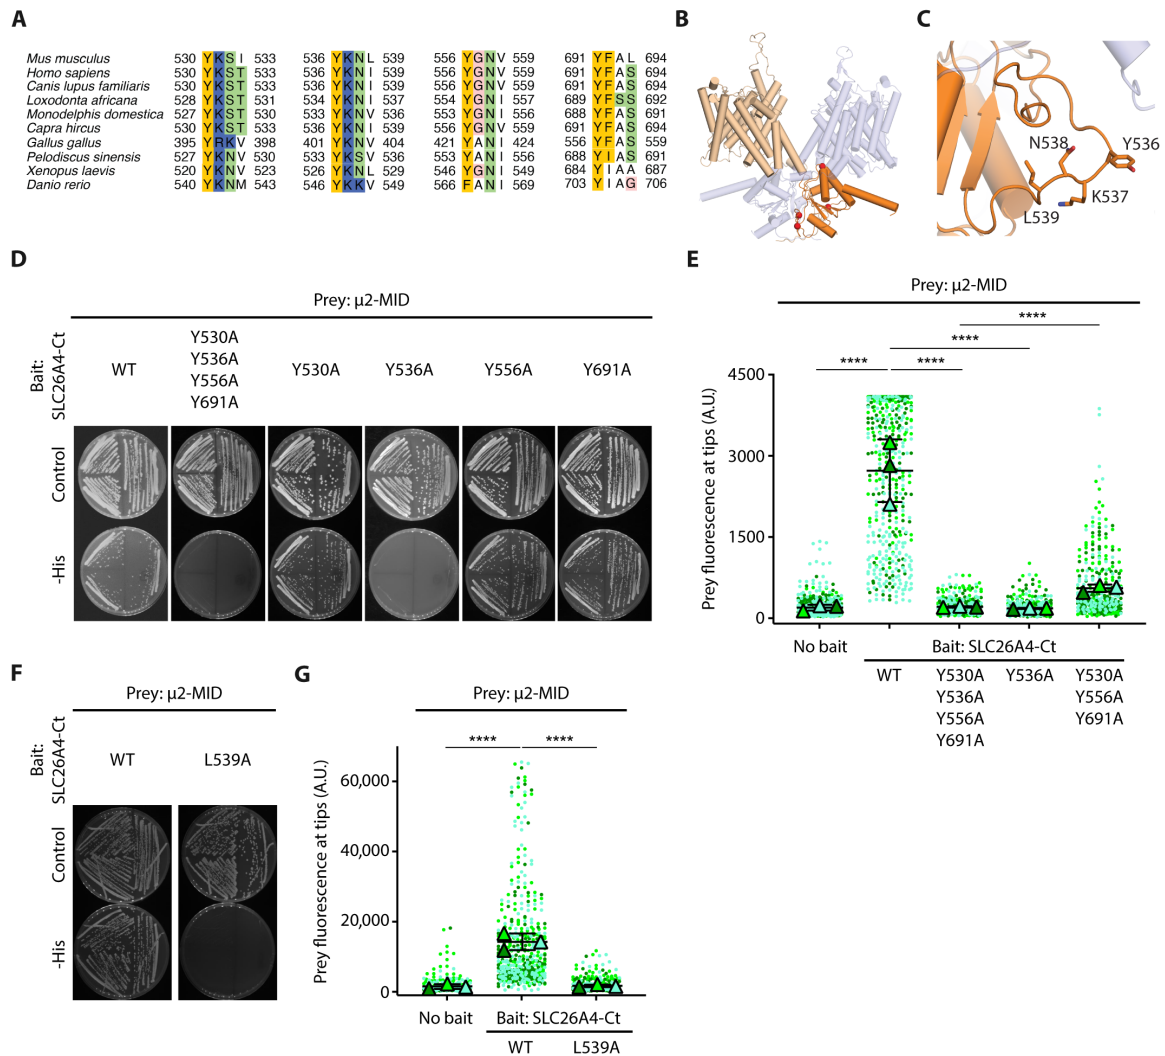 A
Mus musculus 530 YKSI 533 536 YKNL 539 556 YGNV 559 691 YFAL 694
Homo sapiens 530 YKST 533 536 YKNI 539 556 YGNV 559 691 YFAS 694
Canis lupus familiaris 530 YKST 533 536 YKNI 539 556 YGNV 559 691 YFAS 694
Loxodonta africana 528 YKST 531 534 YKNI 537 554 YGNI 557 689 YFSS 692
Monodelphis domestica 527 YKST 530 533 YKNV 536 553 YGNI 556 688 YFAS 691
Capra hircus 530 YKST 533 536 YKNI 539 556 YGNV 559 691 YFAS 694
Gallus gallus 395 YRKV 398 401 YKNV 404 421 YANI 424 556 YFAS 559
Pelodiscus sinensis 527 YKNV 530 533 YKSV 536 553 YANI 556 688 YIAS 691
Xenopus laevis 520 YKNV 523 526 YKNL 529 546 YGNI 549 684 YIAA 687
Danio rerio 540 YKNM 543 546 YKKV 549 566 FANI 569 703 YIAG 706
B
C
N538
Y536
K537
L539
D
Prey: μ2-MID
Bait:
SLC26A4-Ct
WT
Y530A
Y536A
Y556A
Y691A
Y530A
Y536A
Y556A
Y691A
Control
-His
E
Prey: μ2-MID
****
****
**** ****
Prey fluorescence at tips (A.U.)
4500
3000
1500
0
No bait
Bait: SLC26A4-Ct
WT
Y530A
Y536A
Y556A
Y691A
Y536A
Y530A
Y556A
Y691A
F
Prey: μ2-MID
Bait:
SLC26A4-Ct
WT
L539A
Control
-His
G
Prey: μ2-MID
**** ****
Prey fluorescence at tips (A.U.)
60,000
40,000
20,000
0
No bait
Bait: SLC26A4-Ct
WT
L539A